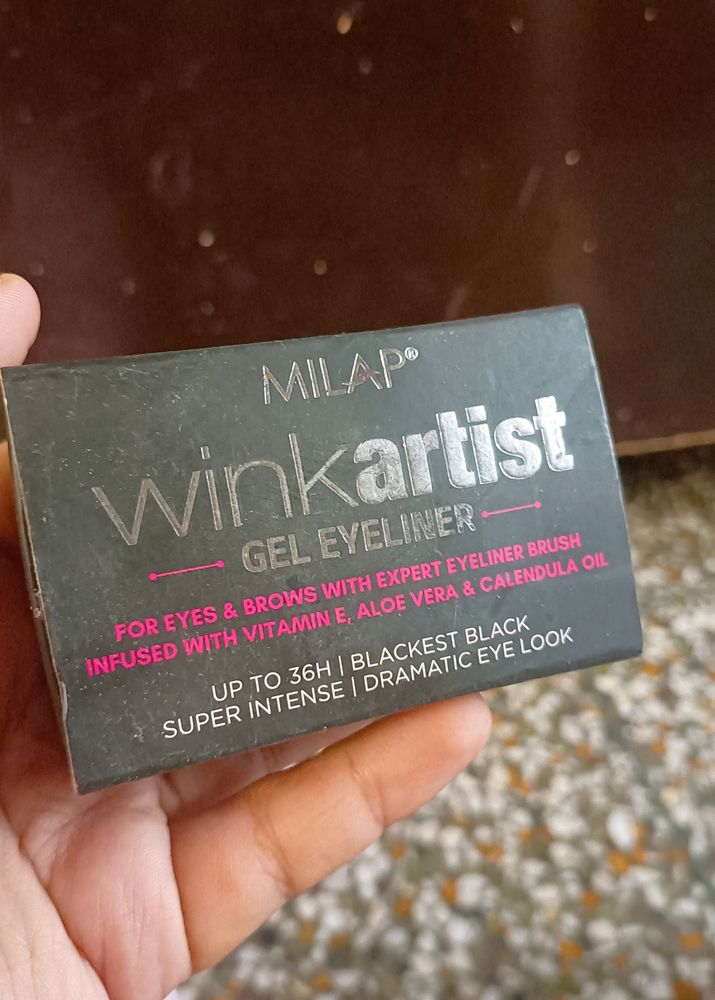 MILAP®
winkartist
GEL EYELINER
FOR EYES & BROWS WITH EXPERT EYELINER BRUSH
INFUSED WITH VITAMIN E, ALOE VERA & CALENDULA OIL
UP TO 36H | BLACKEST BLACK
SUPER INTENSE | DRAMATIC EYE LOOK